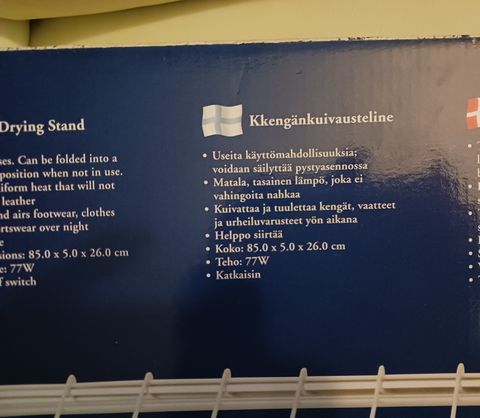 Drying Stand
ses. Can be folded into a
position when not in use.
iform heat that will not
leather
nd airs footwear, clothes
rtswear over night
e
sions: 85.0 x 5.0 x 26.0 cm
e: 77W
f switch
Kkengänkuivausteline
• Useita käyttömahdollisuuksia;
voidaan säilyttää pystyasennossa
• Matala, tasainen lämpö, joka ei
vahingoita nahkaa
• Kuivattaa ja tuulettaa kengät, vaatteet
ja urheiluvarusteet yön aikana
• Helppo siirtää
• Koko: 85.0 x 5.0 x 26.0 cm
• Teho: 77W
• Katkaisin